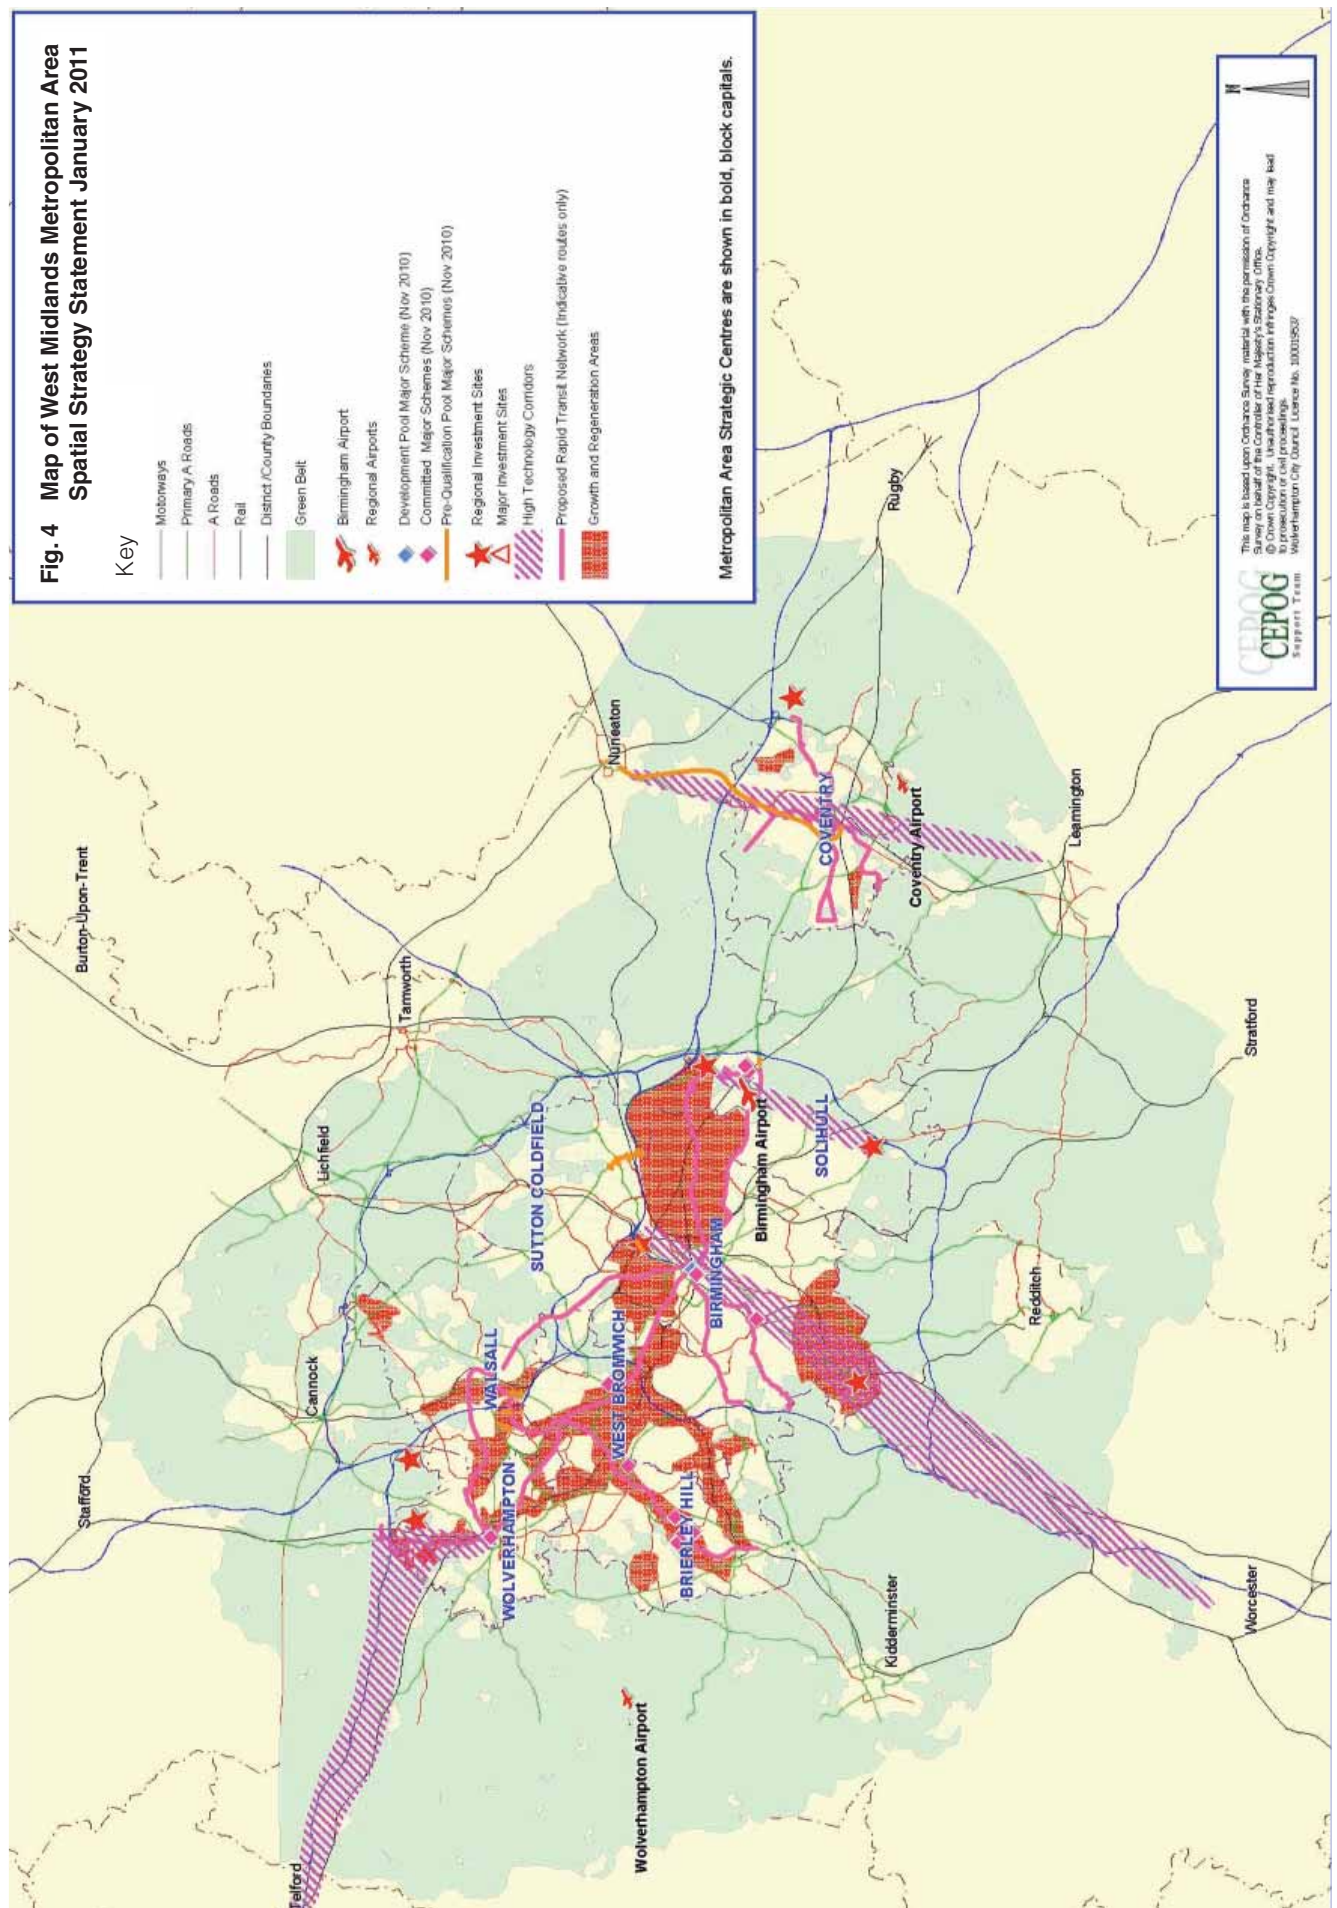 Fig. 4 Map of West Midlands Metropolitan Area
Spatial Strategy Statement January 2011
Key
Motorways
Primary A Roads
A Roads
Rail
District /County Boundaries
Green Belt
Birmingham Airport
Regional Airports
Development Pool Major Scheme (Nov 2010)
Committed Major Schemes (Nov 2010)
Pre-Qualification Pool Major Schemes (Nov 2010)
Regional Investment Sites
Major Investment Sites
High Technology Corridors
Proposed Rapid Transit Network (Indicative routes only)
Growth and Regeneration Areas
Metropolitan Area Strategic Centres are shown in bold, block capitals.
Stafford
Burton-Upon-Trent
Cannock
Lichfield
Tamworth
Telford
WOLVERHAMPTON
WALSALL
SUTTON COLDFIELD
Nuneaton
WEST BROMWICH
Wolverhampton Airport
BRIERLEY HILL
BIRMINGHAM
Birmingham Airport
SOLIHULL
COVENTRY
Rugby
Coventry Airport
Kidderminster
Redditch
Leamington
Worcester
Stratford
N
CEPOG
CEPOG
Support Team
This map is based upon Ordnance Survey material with the permission of Ordnance
Survey on behalf of the Controller of Her Majesty's Stationary Office.
© Crown Copyright. Unauthorised reproduction infringes Crown Copyright and may lead
to prosecution or civil proceedings.
Wolverhampton City Council Licence No. 100019537